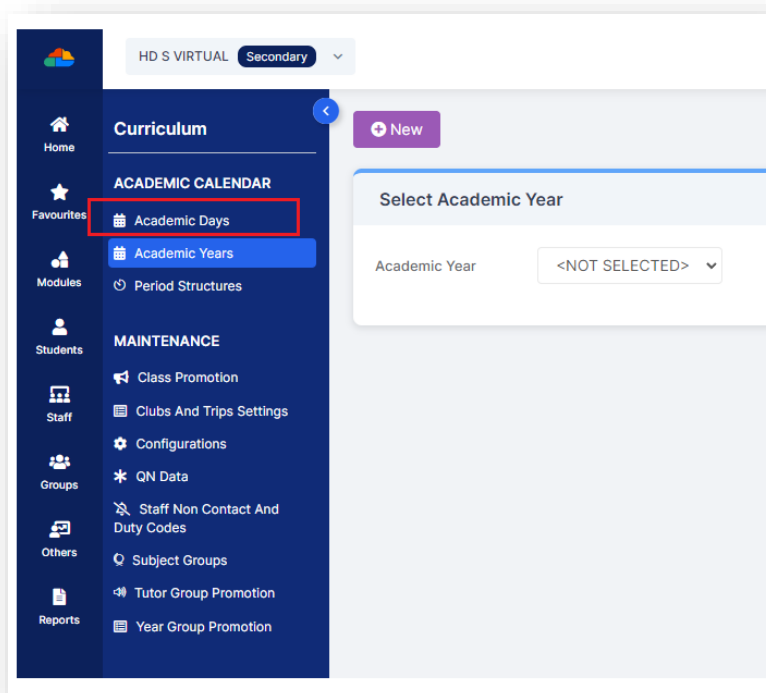 HD S VIRTUAL Secondary
Home
Favourites
Modules
Students
Staff
Groups
Others
Reports
Curriculum
ACADEMIC CALENDAR
Academic Days
Academic Years
Period Structures
MAINTENANCE
Class Promotion
Clubs And Trips Settings
Configurations
QN Data
Staff Non Contact And
Duty Codes
Subject Groups
Tutor Group Promotion
Year Group Promotion
New
Select Academic Year
Academic Year <NOT SELECTED>